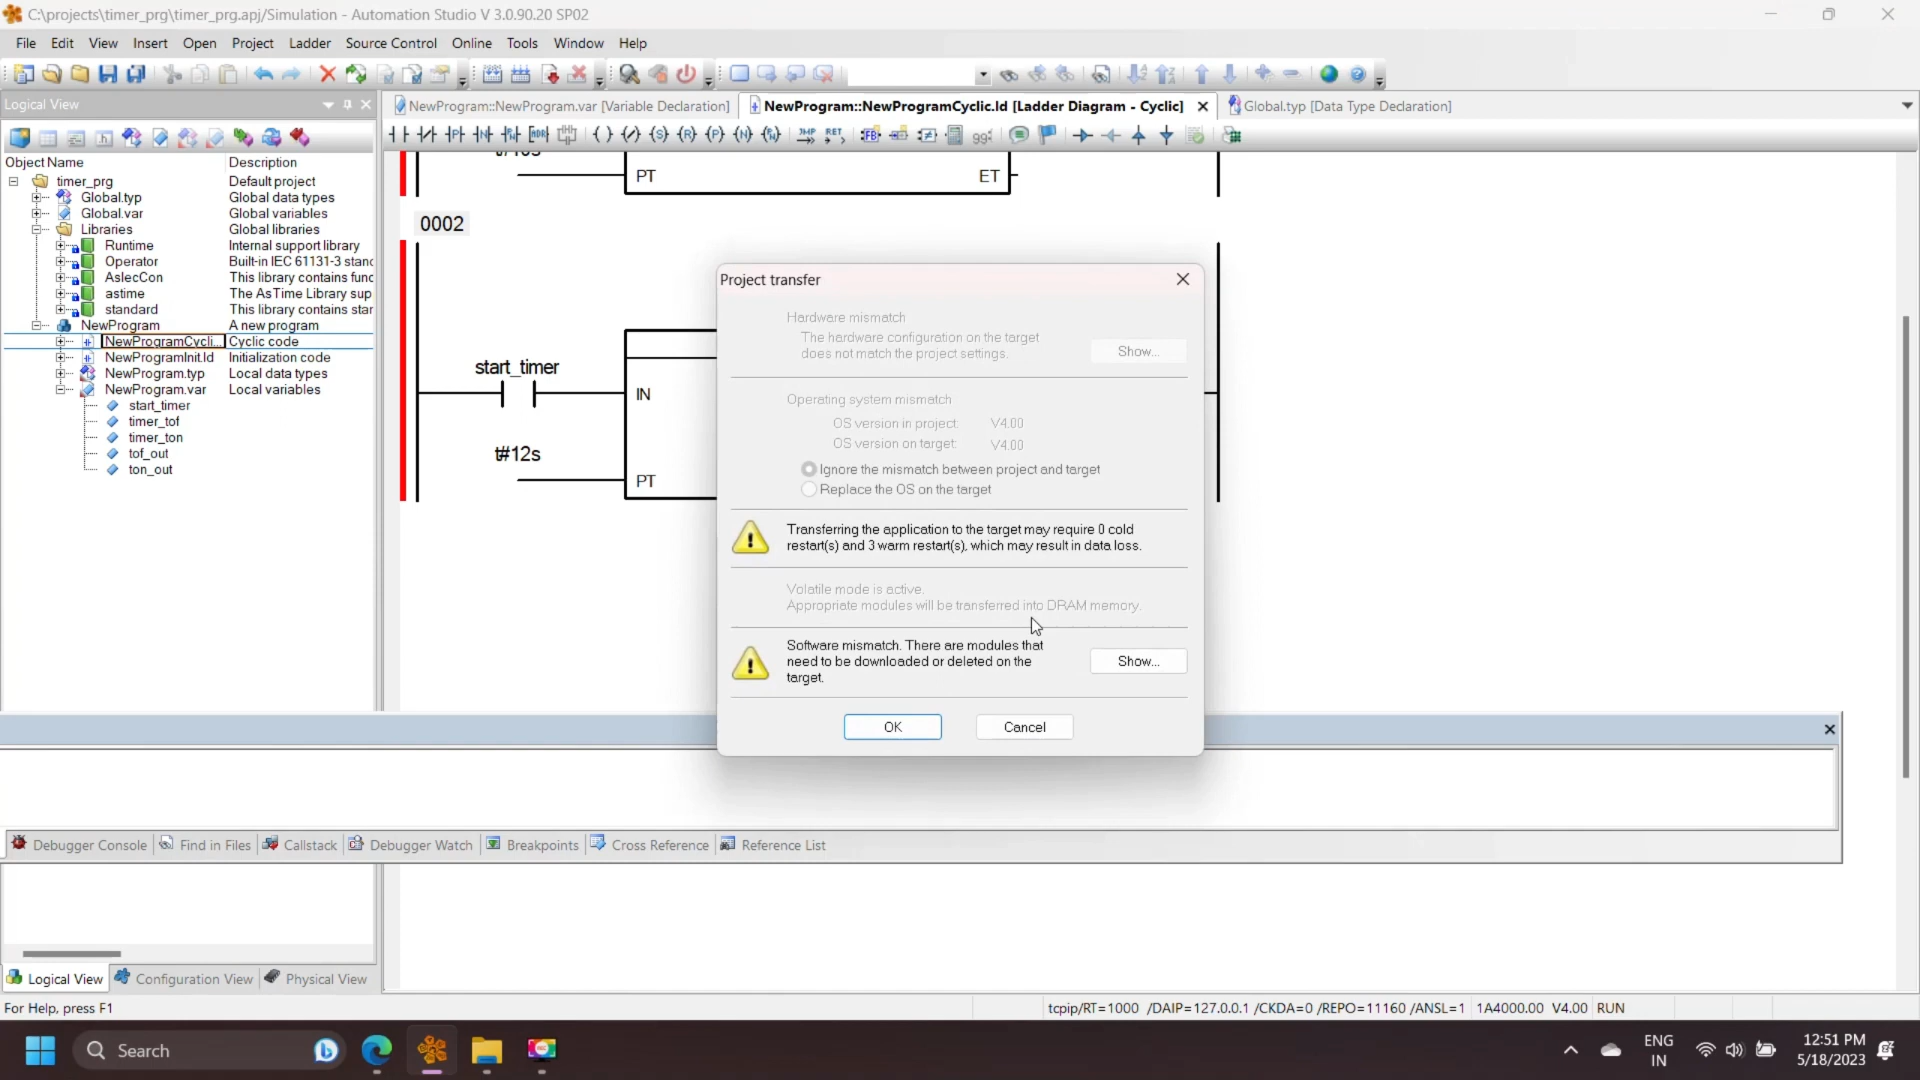 C:\projects\timer_prg\timer_prg.apj/Simulation - Automation Studio V 3.0.90.20 SP02
File Edit View Insert Open Project Ladder Source Control Online Tools Window Help
Logical View
NewProgram::NewProgram.var [Variable Declaration]
NewProgram::NewProgramCyclic.ld [Ladder Diagram - Cyclic]
Global.typ [Data Type Declaration]
Object Name Description
timer_prg Default project
Global.typ Global data types
Global.var Global variables
Libraries Global libraries
Runtime Internal support library
Operator Built-in IEC 61131-3 stanc
AsIecCon This library contains func
astime The AsTime Library sup
standard This library contains star
NewProgram A new program
NewProgramCycli... Cyclic code
NewProgramInit.ld Initialization code
NewProgram.typ Local data types
NewProgram.var Local variables
start_timer
timer_tof
timer_ton
tof_out
ton_out
PT ET
0002
start_timer
IN
t#12s
PT
Project transfer
Hardware mismatch
The hardware configuration on the target
does not match the project settings.
Show...
Operating system mismatch
OS version in project: V4.00
OS version on target: V4.00
Ignore the mismatch between project and target
Replace the OS on the target
Transferring the application to the target may require 0 cold
restart(s) and 3 warm restart(s), which may result in data loss.
Volatile mode is active.
Appropriate modules will be transferred into DRAM memory.
Software mismatch. There are modules that
need to be downloaded or deleted on the
target.
Show...
OK Cancel
Debugger Console Find in Files Callstack Debugger Watch Breakpoints Cross Reference Reference List
Logical View Configuration View Physical View
For Help, press F1
tcpip/RT=1000 /DAIP=127.0.0.1 /CKDA=0 /REPO=11160 /ANSL=1 1A4000.00 V4.00 RUN
Search
ENG
IN
12:51 PM
5/18/2023